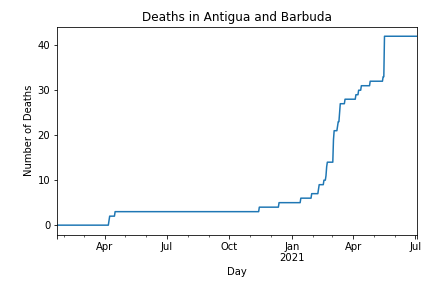 Deaths in Antigua and Barbuda
40
30
20
10
0
Number of Deaths
Apr Jul Oct Jan Apr Jul
2021
Day